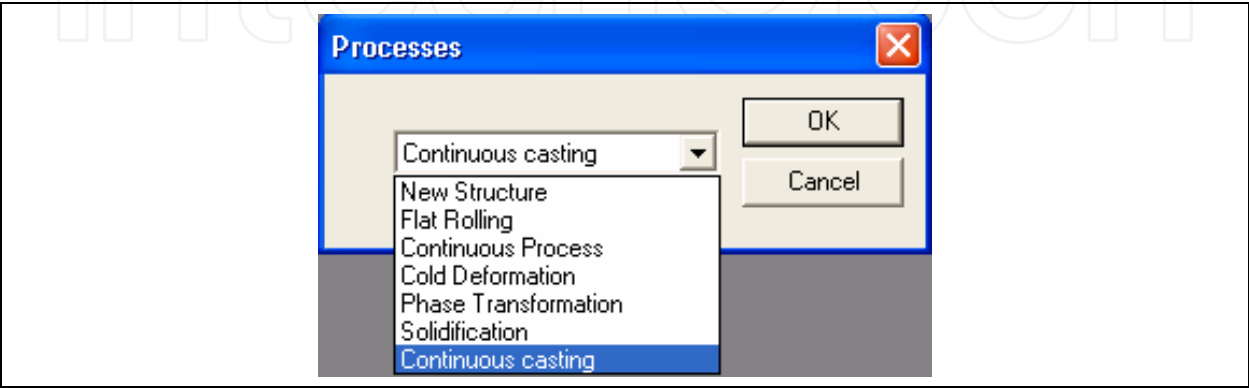 Processes
OK
Continuous casting
Cancel
New Structure
Flat Rolling
Continuous Process
Cold Deformation
Phase Transformation
Solidification
Continuous casting